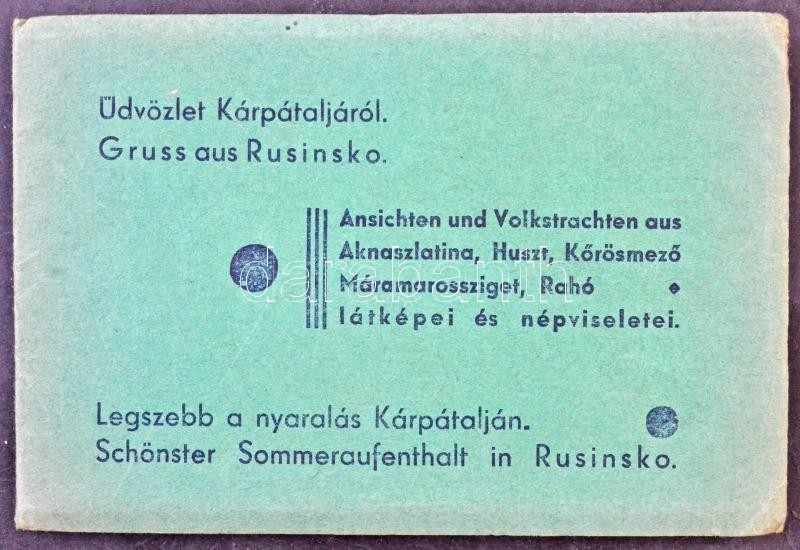 Üdvözlet Kárpátaljáról.
Gruss aus Rusinsko.
Ansichten und Volkstrachten aus
Aknaszlatina, Huszt, Kőrösmező
Máramarossziget, Rahó
látképei és népviseletei.
darabanth
Legszebb a nyaralás Kárpátalján.
Schönster Sommeraufenthalt in Rusinsko.